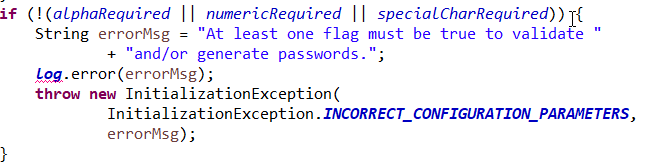 if (!(alphaRequired || numericRequired || specialCharRequired)) {
    String errorMsg = "At least one flag must be true to validate "
            + "and/or generate passwords.";
    log.error(errorMsg);
    throw new InitializationException(
            InitializationException.INCORRECT_CONFIGURATION_PARAMETERS,
            errorMsg);
}